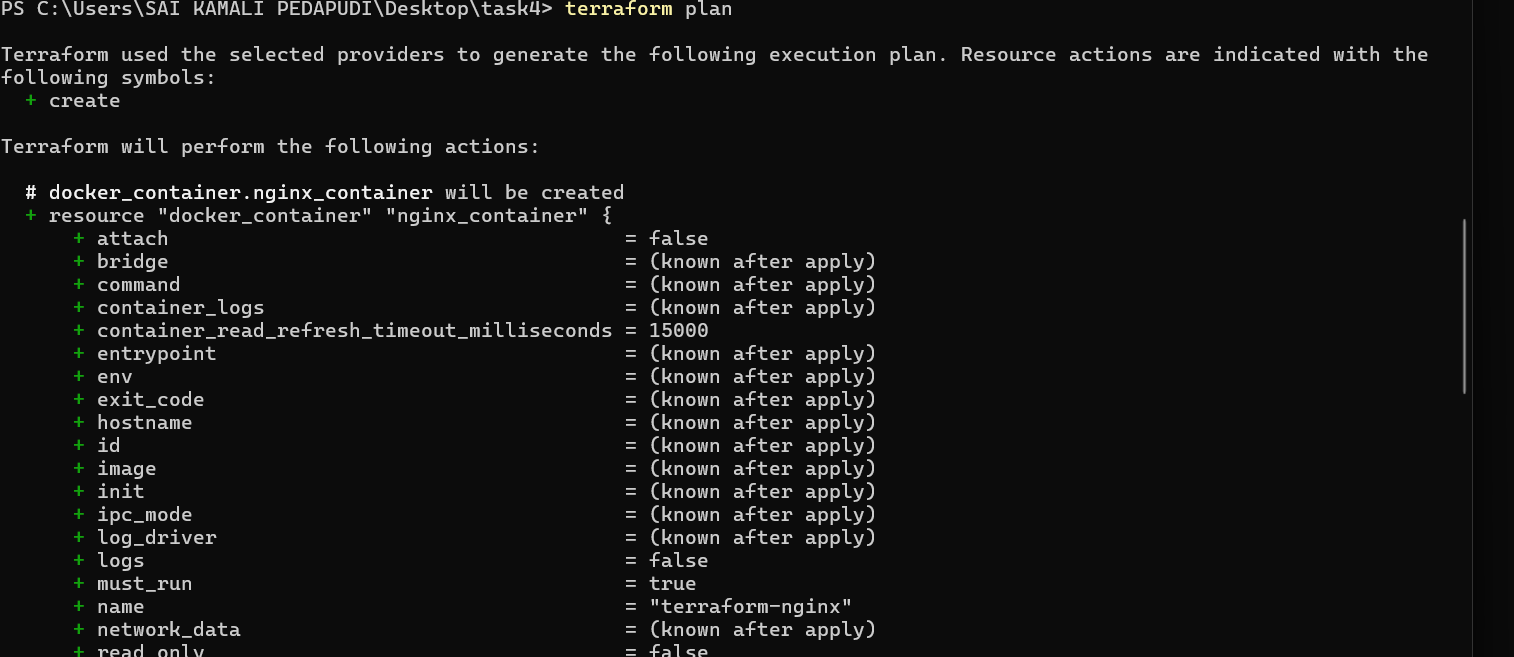 PS C:\Users\SAI KAMALI PEDAPUDI\Desktop\task4> terraform plan
Terraform used the selected providers to generate the following execution plan. Resource actions are indicated with the
following symbols:
+ create
Terraform will perform the following actions:
# docker_container.nginx_container will be created
+ resource "docker_container" "nginx_container" {
+ attach = false
+ bridge = (known after apply)
+ command = (known after apply)
+ container_logs = (known after apply)
+ container_read_refresh_timeout_milliseconds = 15000
+ entrypoint = (known after apply)
+ env = (known after apply)
+ exit_code = (known after apply)
+ hostname = (known after apply)
+ id = (known after apply)
+ image = (known after apply)
+ init = (known after apply)
+ ipc_mode = (known after apply)
+ log_driver = (known after apply)
+ logs = false
+ must_run = true
+ name = "terraform-nginx"
+ network_data = (known after apply)
+ read_only = false